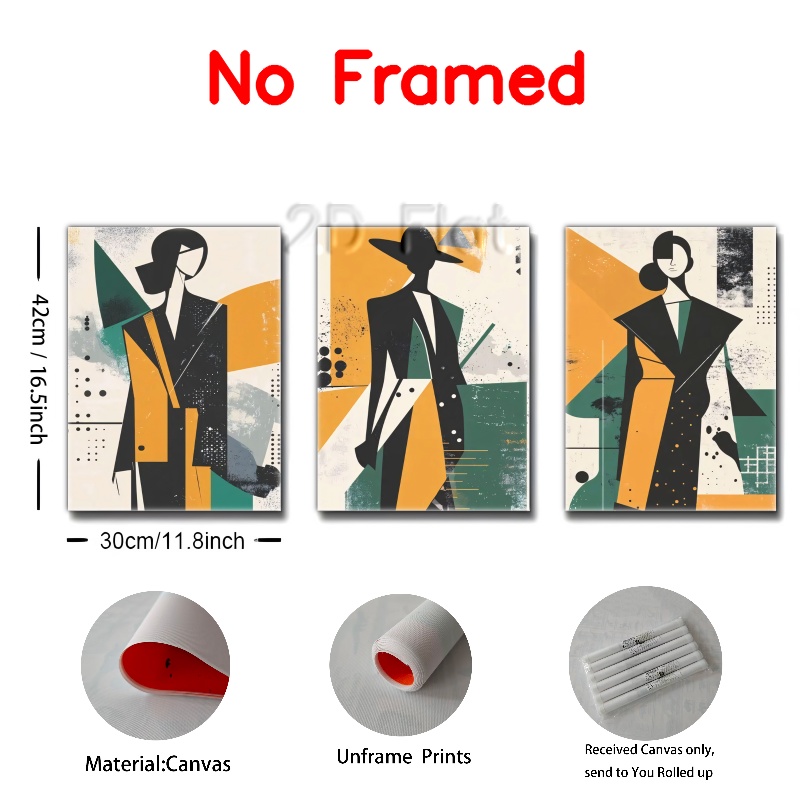 No Framed
2D Flat
42cm / 16.5inch
30cm/11.8inch
Material:Canvas
Unframe Prints
Received Canvas only,
send to You Rolled up